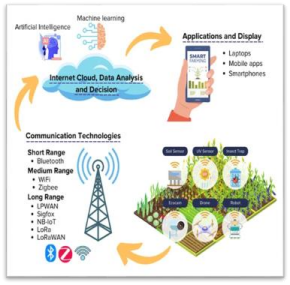 Machine learning
Artificial Intelligence
Internet Cloud, Data Analysis
and Decision
Applications and Display
SMART
FARMING
• Laptops
• Mobile apps
• Smartphones
Communication Technologies
Short Range
• Bluetooth
Medium Range
• WiFi
• Zigbee
Long Range
• LPWAN
• Sigfox
• NB-IoT
• LoRa
• LoRaWAN
Soil Sensor
UV Sensor
Insect Trap
Drone
Robot